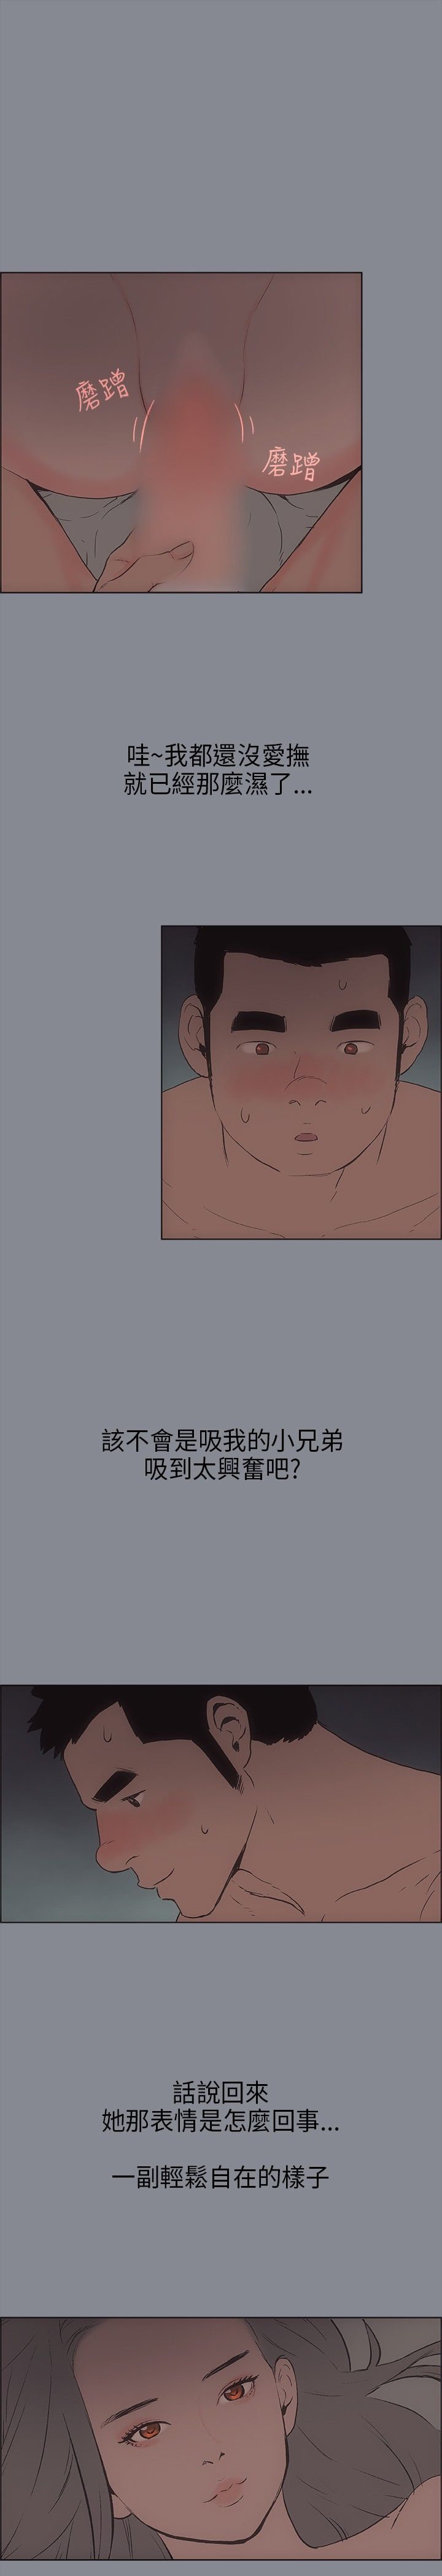 磨蹭
磨蹭
哇~我都還沒愛撫
就已經那麼濕了...
該不會是吸我的小兄弟
吸到太興奮吧?
話說回來
她那表情是怎麼回事...
一副輕鬆自在的樣子